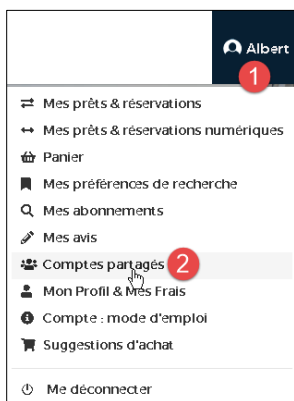 Albert
1
Mes prêts & réservations
Mes prêts & réservations numériques
Panier
Mes préférences de recherche
Mes abonnements
Mes avis
Comptes partagés 2
Mon Profil & Mes Frais
Compte : mode d'emploi
Suggestions d'achat
Me déconnecter